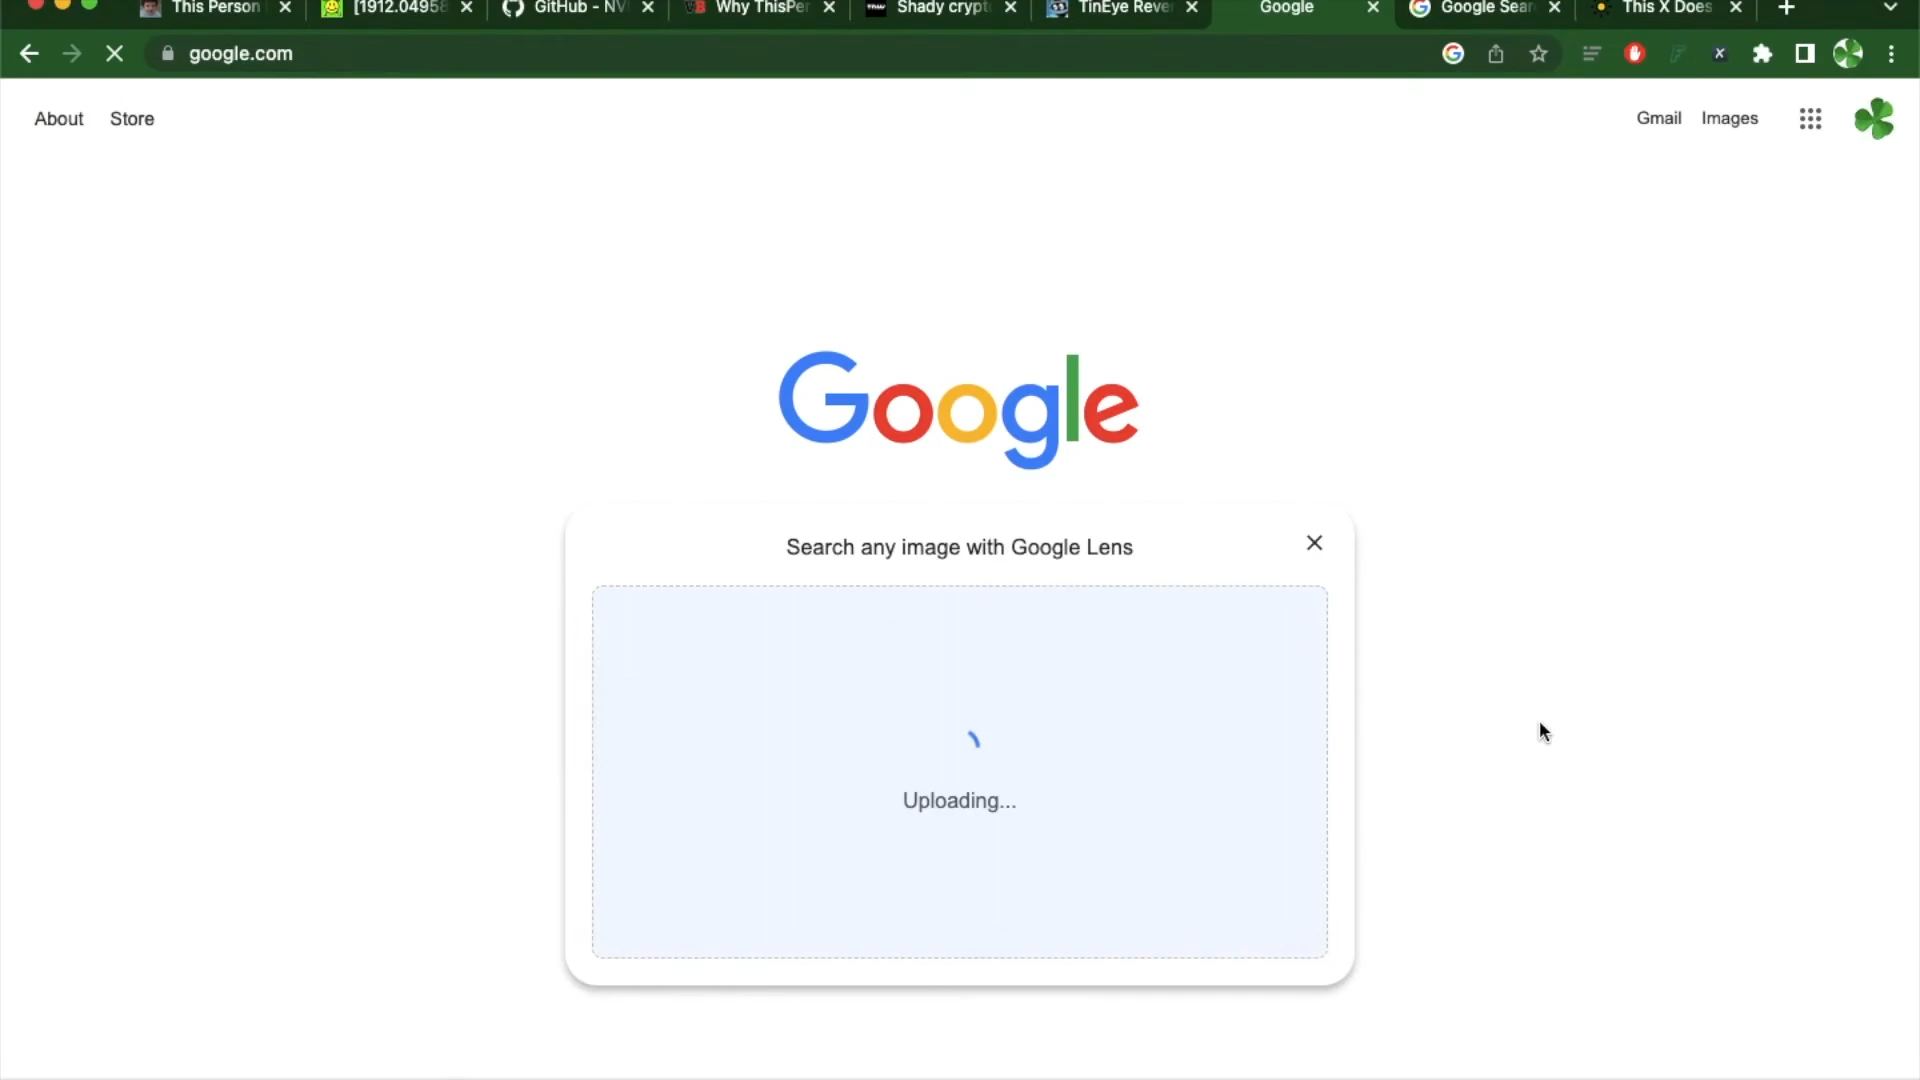 This Person
[1912.04958
GitHub - NV
Why ThisPer
Shady crypt
TinEye Reve
Google
Google Sear
This X Does
google.com
About Store
Gmail Images
Google
Search any image with Google Lens
Uploading...